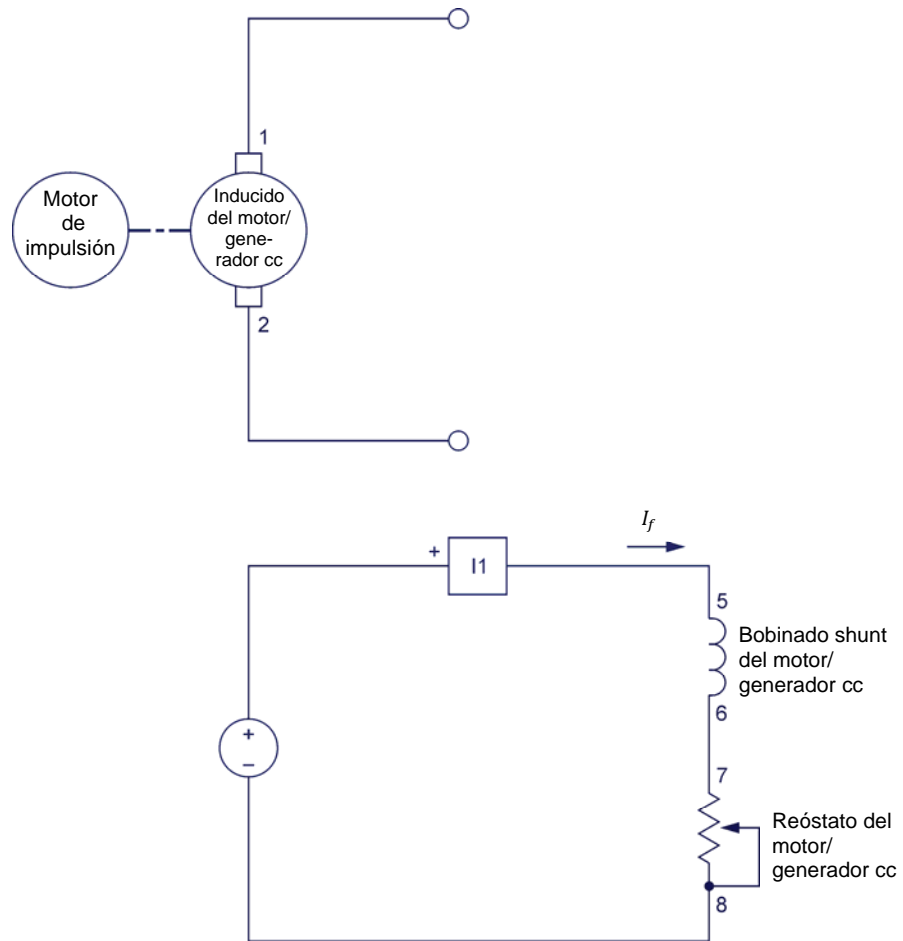 1
Motor
de
impulsión
Inducido
del motor/
gene-
rador cc
2
I_f
+
I1
5
Bobinado shunt
del motor/
generador cc
6
+
−
7
Reóstato del
motor/
generador cc
8